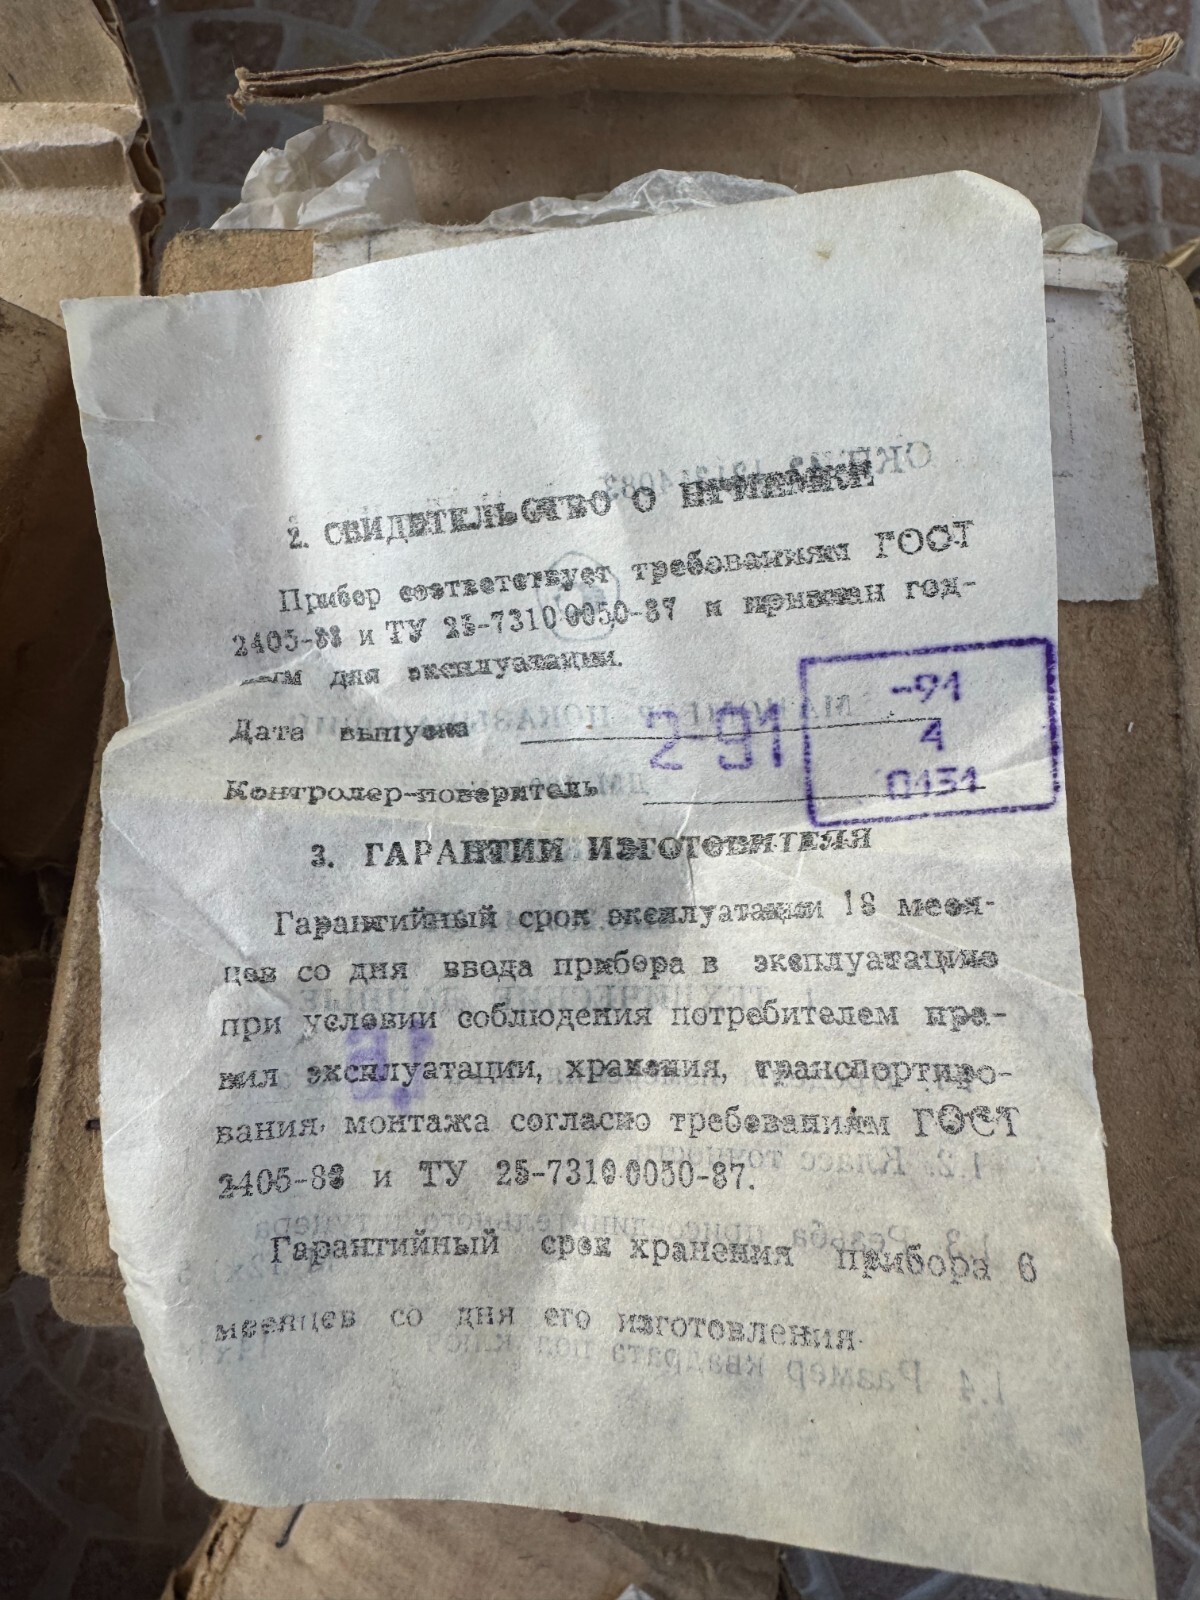 2. СВИДЕТЕЛЬСТВО О ПРИЕМКЕ
Прибор соответствует требованиям ГОСТ
2405-88 и ТУ 25-7310 0050-87 и признан год-
ным для эксплуатации.
Дата выпуска 2-91
Контролер-поверитель
-91
4
0131
3. ГАРАНТИИ ИЗГОТОВИТЕЛЯ
Гарантийный срок эксплуатации 18 меся-
цев со дня ввода прибора в эксплуатацию
при условии соблюдения потребителем пра-
вил эксплуатации, хранения, транспортиро-
вания, монтажа согласно требованиям ГОСТ
2405-88 и ТУ 25-7310 0050-87.
Гарантийный срок хранения прибора 6
месяцев со дня его изготовления.